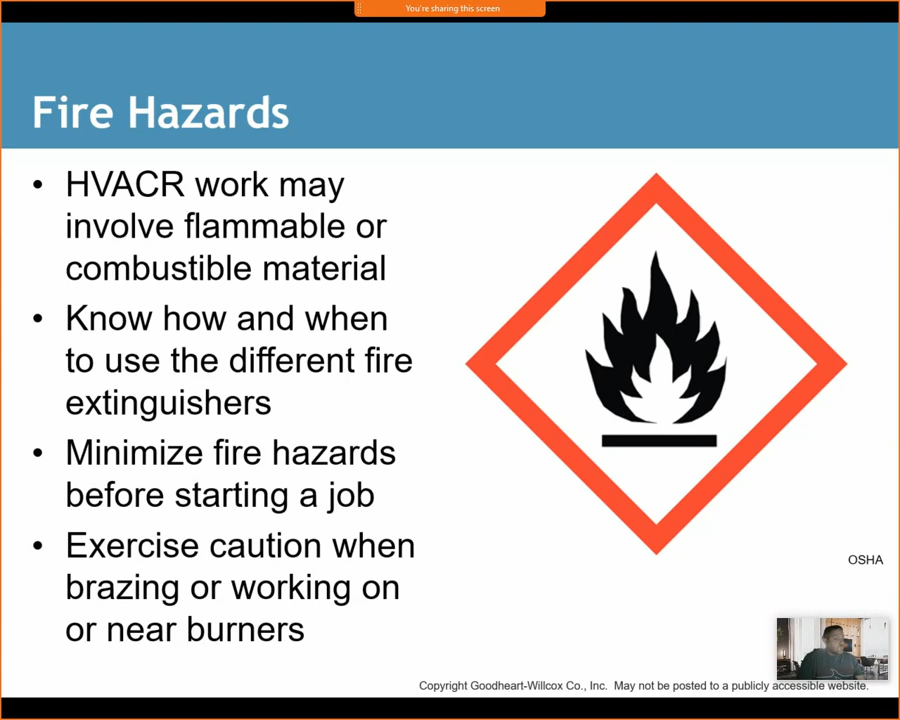 You're sharing this screen
Fire Hazards
• HVACR work may
involve flammable or
combustible material
• Know how and when
to use the different fire
extinguishers
• Minimize fire hazards
before starting a job
• Exercise caution when
brazing or working on
or near burners
OSHA
Copyright Goodheart-Willcox Co., Inc. May not be posted to a publicly accessible website.